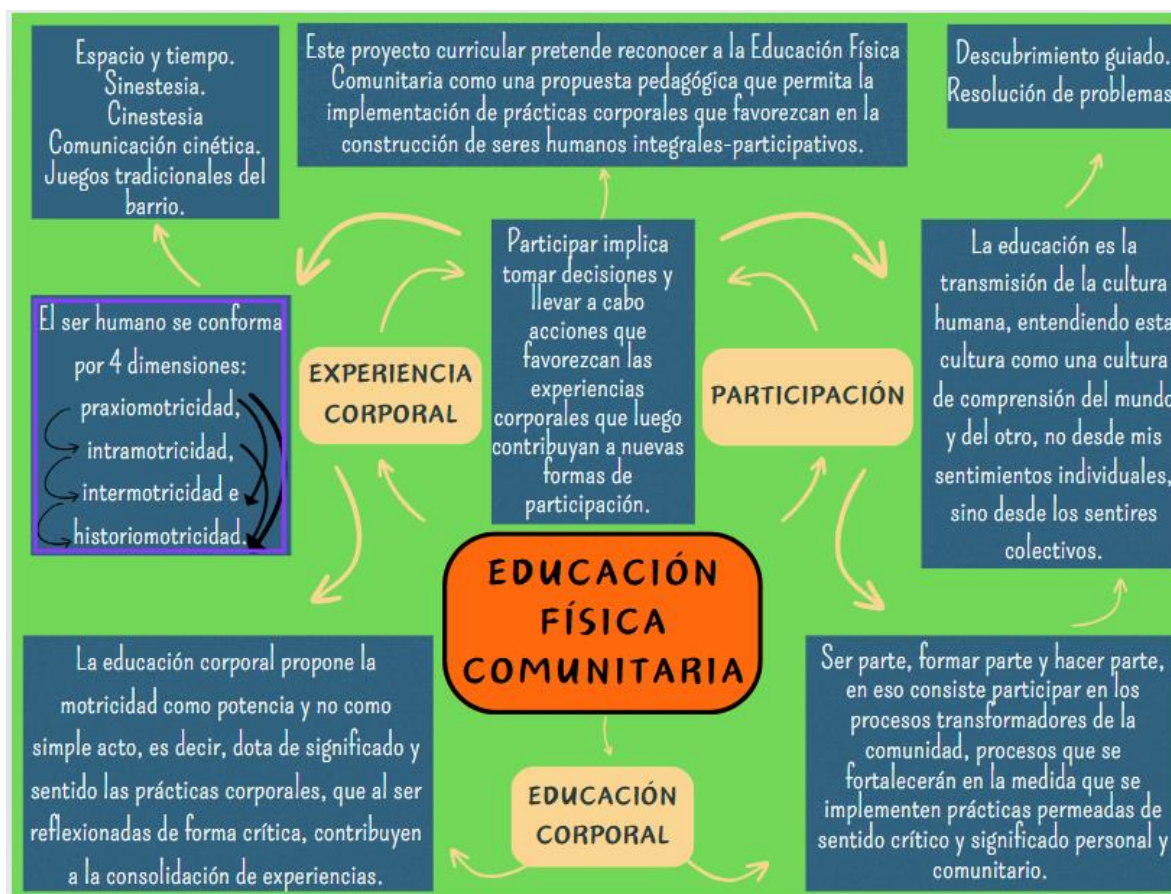 Espacio y tiempo.
Sinestesia.
Cinestesia
Comunicación cinética.
Juegos tradicionales del
barrio.
Este proyecto curricular pretende reconocer a la Educación Física
Comunitaria como una propuesta pedagógica que permita la
implementación de prácticas corporales que favorezcan en la
construcción de seres humanos integrales-participativos.
Descubrimiento guiado.
Resolución de problemas
El ser humano se conforma
por 4 dimensiones:
praxiomotricidad,
intramotricidad,
intermotricidad e
historiomotricidad.
EXPERIENCIA
CORPORAL
Participar implica
tomar decisiones y
llevar a cabo
acciones que
favorezcan las
experiencias
corporales que luego
contribuyan a nuevas
formas de
participación.
PARTICIPACIÓN
La educación es la
transmisión de la cultura
humana, entendiendo esta
cultura como una cultura
de comprensión del mundo
y del otro, no desde mis
sentimientos individuales,
sino desde los sentires
colectivos.
EDUCACIÓN
FÍSICA
COMUNITARIA
La educación corporal propone la
motricidad como potencia y no como
simple acto, es decir, dota de significado y
sentido las prácticas corporales, que al ser
reflexionadas de forma crítica, contribuyen
a la consolidación de experiencias.
EDUCACIÓN
CORPORAL
Ser parte, formar parte y hacer parte,
en eso consiste participar en los
procesos transformadores de la
comunidad, procesos que se
fortalecerán en la medida que se
implementen prácticas permeadas de
sentido crítico y significado personal y
comunitario.